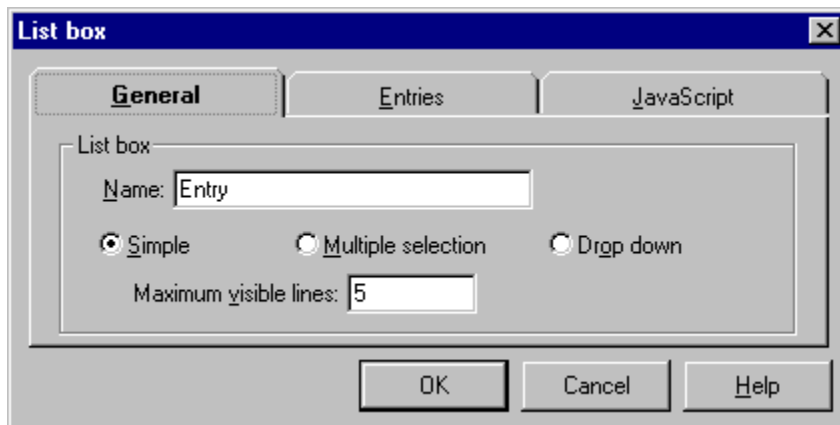 List box
General Entries JavaScript
List box
Name: Entry
Simple Multiple selection Drop down
Maximum visible lines: 5
OK Cancel Help